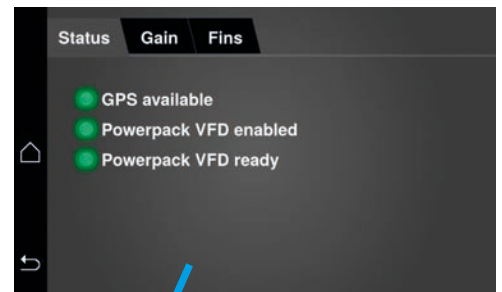 Status Gain Fins
GPS available
Powerpack VFD enabled
Powerpack VFD ready